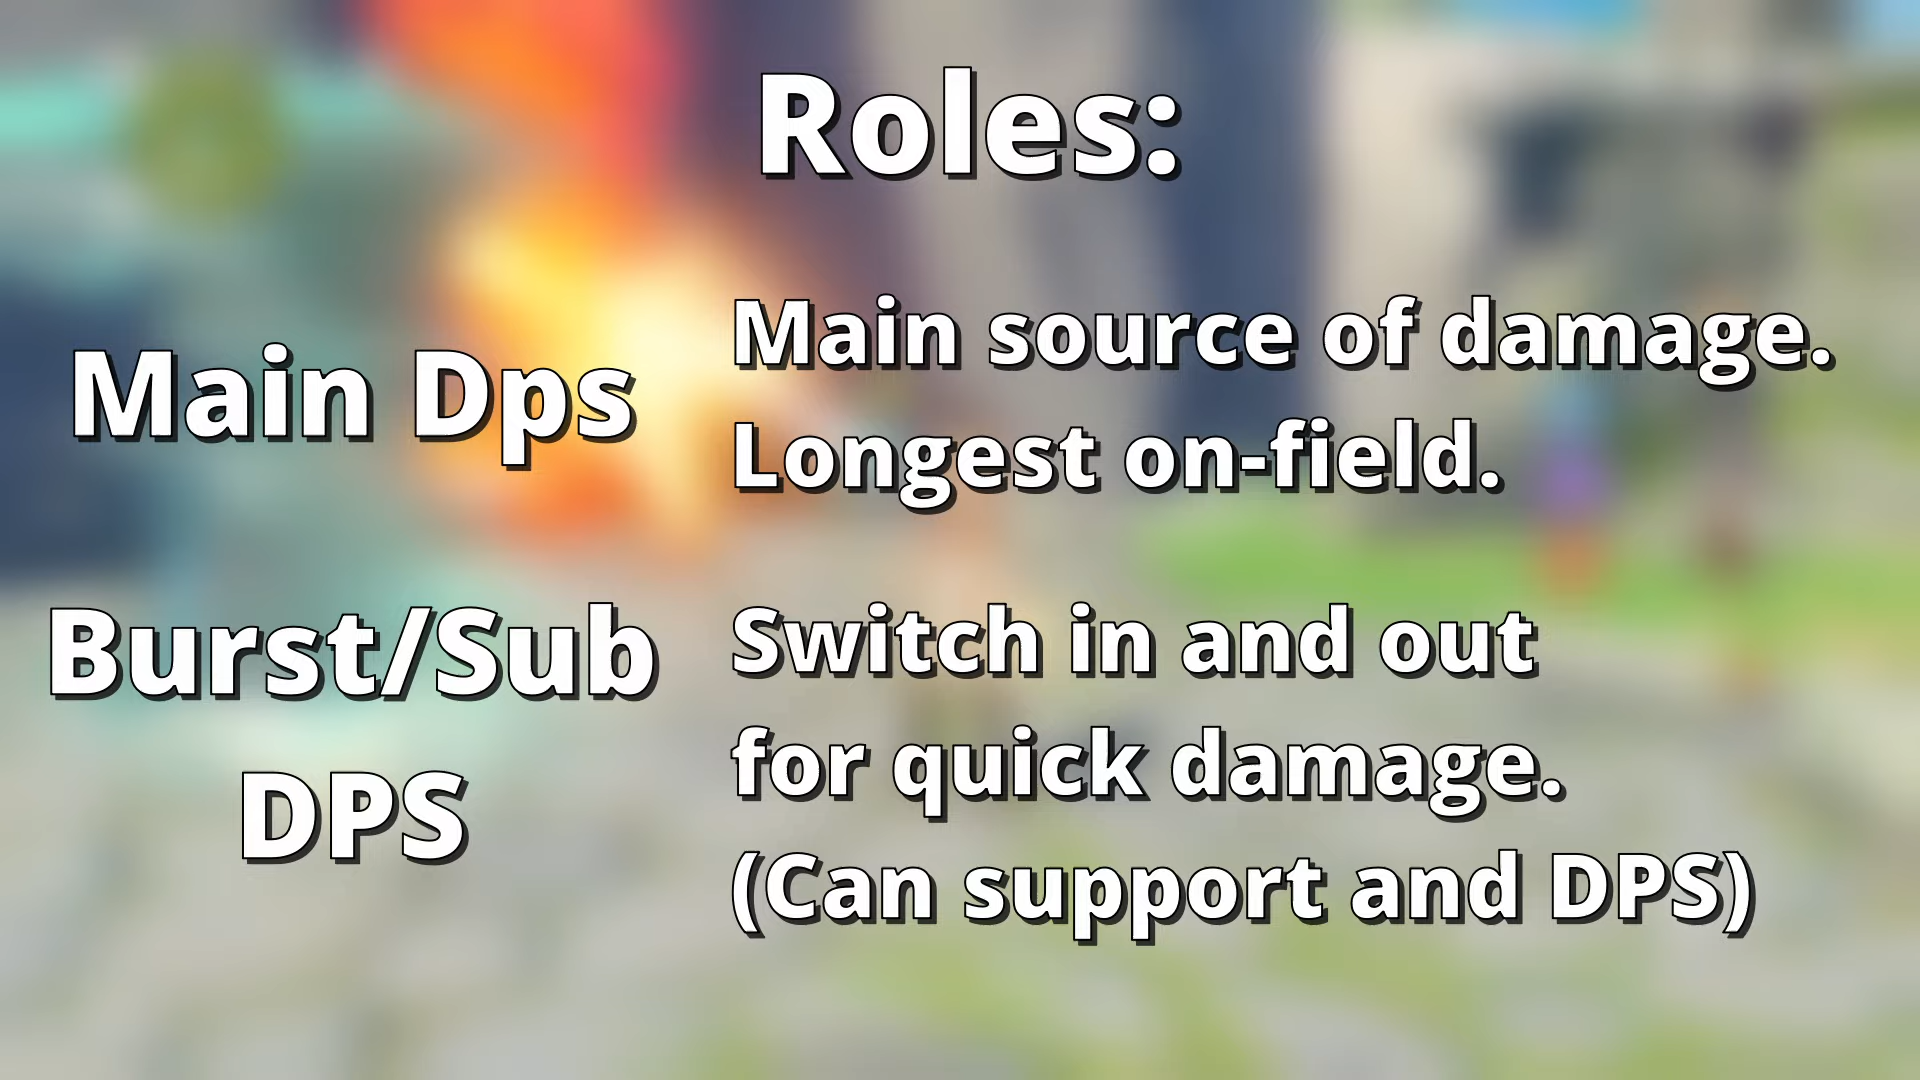 Roles:
Main Dps
Main source of damage.
Longest on-field.
Burst/Sub
DPS
Switch in and out
for quick damage.
(Can support and DPS)